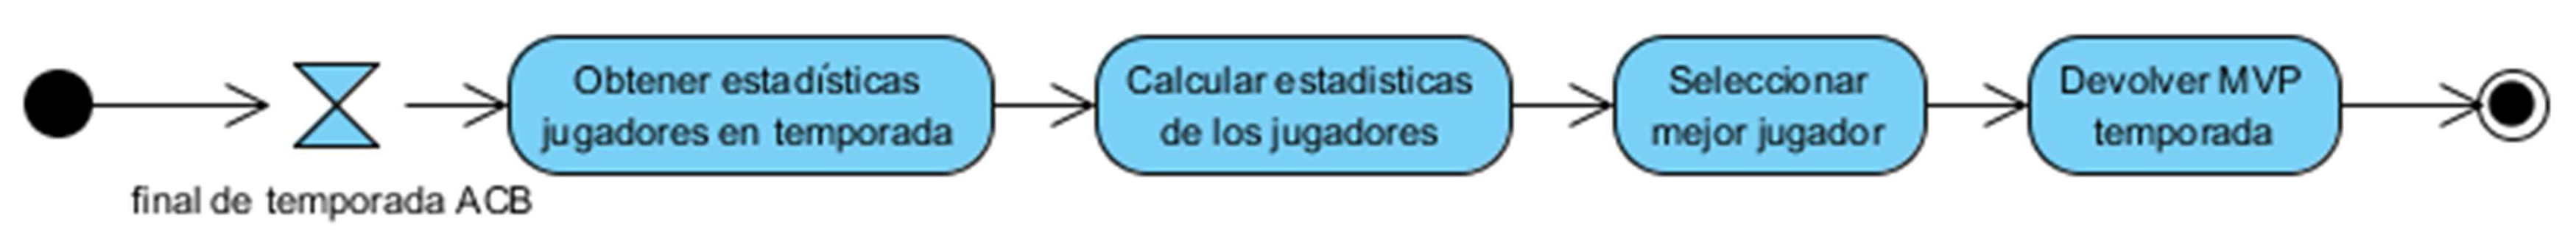 Obtener estadísticas
jugadores en temporada
Calcular estadisticas
de los jugadores
Seleccionar
mejor jugador
Devolver MVP
temporada
final de temporada ACB